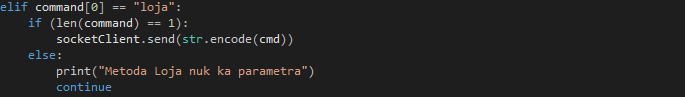 elif command[0] == "loja":
    if (len(command) == 1):
        socketClient.send(str.encode(cmd))
    else:
        print("Metoda Loja nuk ka parametra")
        continue